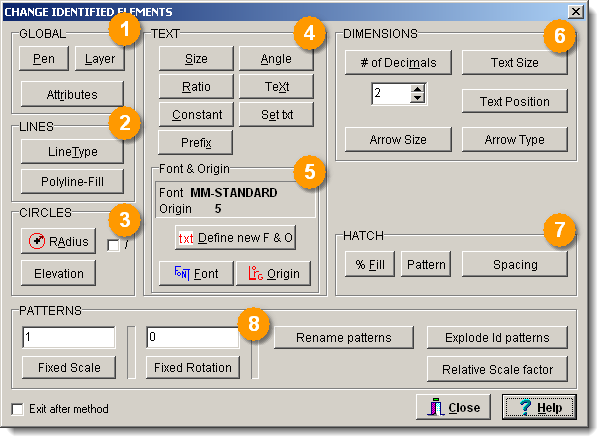 CHANGE IDENTIFIED ELEMENTS
GLOBAL
1
Pen
Layer
Attributes
LINES
2
LineType
Polyline-Fill
CIRCLES
3
RAdius
/
Elevation
TEXT
4
Size
Angle
Ratio
TeXt
Constant
Set txt
Prefix
Font & Origin
5
Font MM-STANDARD
Origin 5
txt Define new F & O
FONT Font
Origin
DIMENSIONS
6
# of Decimals
Text Size
2
Text Position
Arrow Size
Arrow Type
HATCH
7
% Fill
Pattern
Spacing
PATTERNS
8
1
0
Rename patterns
Explode Id patterns
Fixed Scale
Fixed Rotation
Relative Scale factor
Exit after method
Close
? Help